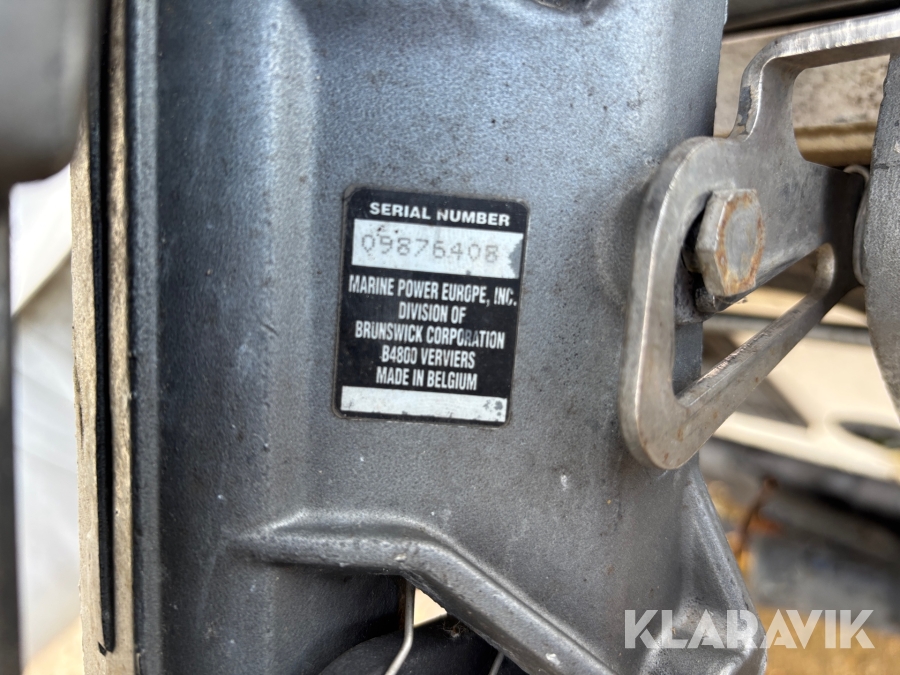 SERIAL NUMBER
09876408
MARINE POWER EUROPE, INC.
DIVISION OF
BRUNSWICK CORPORATION
B4800 VERVIERS
MADE IN BELGIUM
KLARAVIK